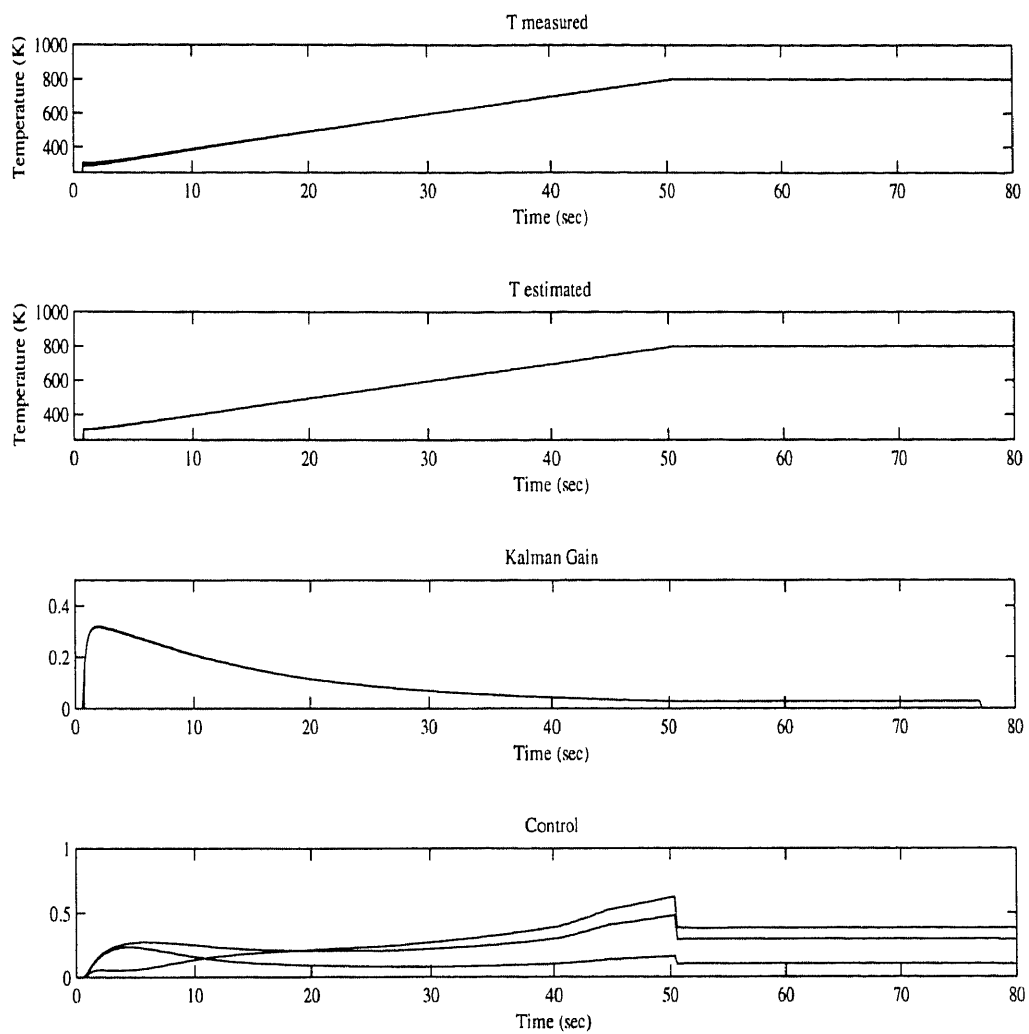 T measured
Temperature (K)
1000
800
600
400
0 10 20 30 40 50 60 70 80
Time (sec)
T estimated
Temperature (K)
1000
800
600
400
0 10 20 30 40 50 60 70 80
Time (sec)
Kalman Gain
0.4
0.2
0
0 10 20 30 40 50 60 70 80
Time (sec)
Control
1
0.5
0
0 10 20 30 40 50 60 70 80
Time (sec)